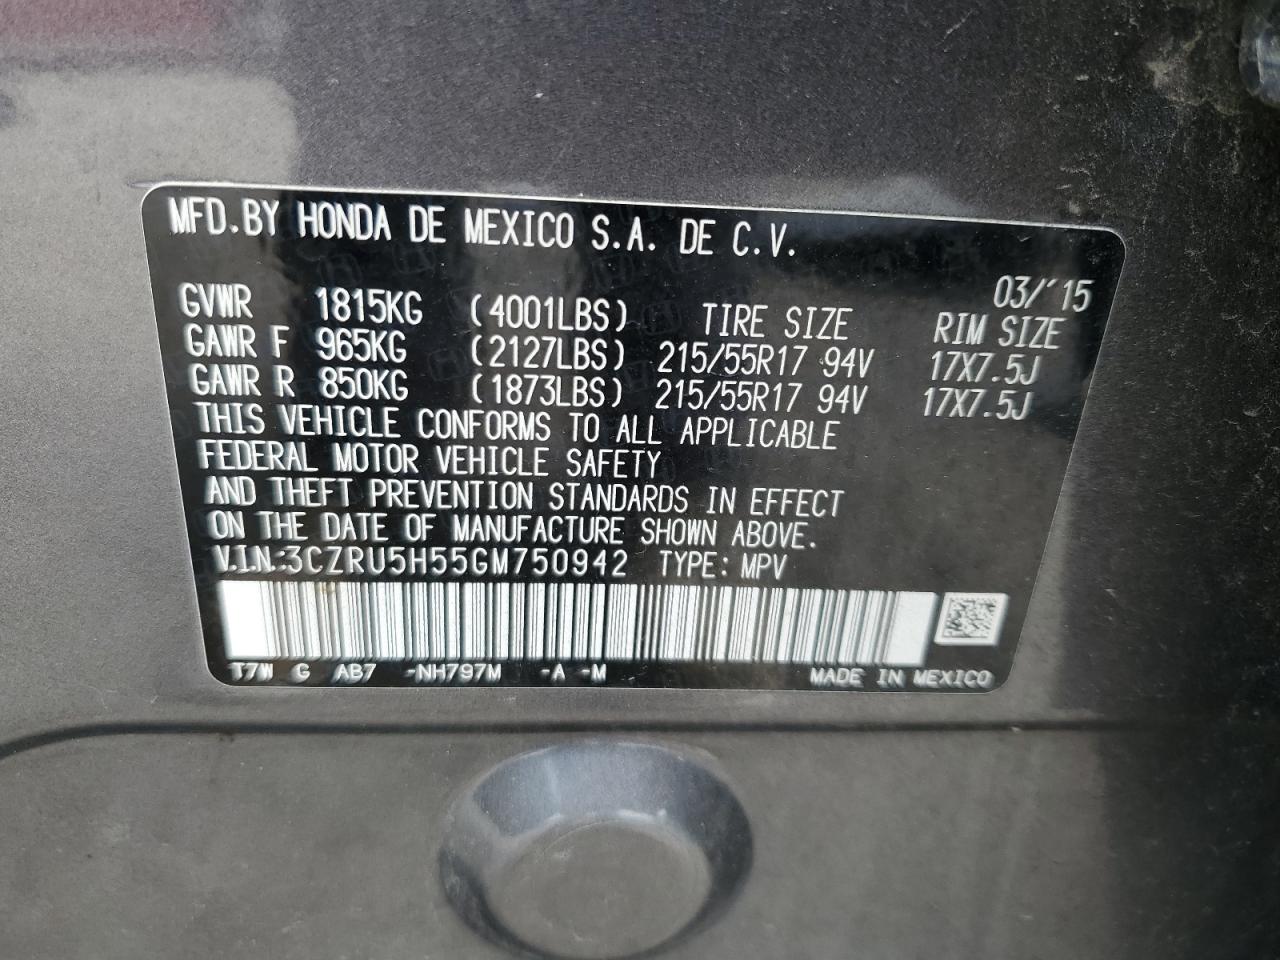 MFD.BY HONDA DE MEXICO S.A. DE C.V.
03/'15
GVWR 1815KG (4001LBS) TIRE SIZE RIM SIZE
GAWR F 965KG (2127LBS) 215/55R17 94V 17X7.5J
GAWR R 850KG (1873LBS) 215/55R17 94V 17X7.5J
THIS VEHICLE CONFORMS TO ALL APPLICABLE
FEDERAL MOTOR VEHICLE SAFETY
AND THEFT PREVENTION STANDARDS IN EFFECT
ON THE DATE OF MANUFACTURE SHOWN ABOVE.
V.I.N.:3CZRU5H55GM750942 TYPE: MPV
T7W G AB7 -NH797M -A -M MADE IN MEXICO